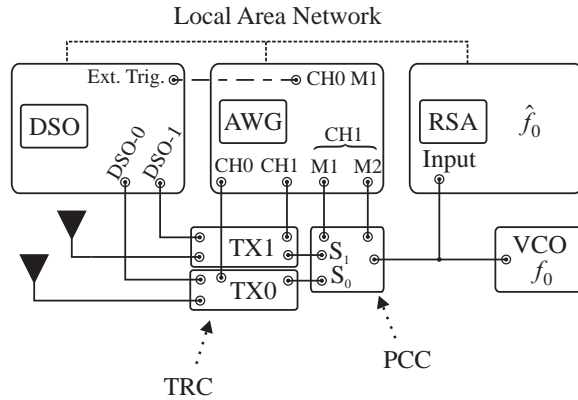 Local Area Network
Ext. Trig.
CH0 M1
DSO
AWG
RSA
f̂₀
DSO-0
DSO-1
CH1
Input
CH0
CH1
M1
M2
TX1
S₁
VCO
TX0
S₀
f₀
PCC
TRC